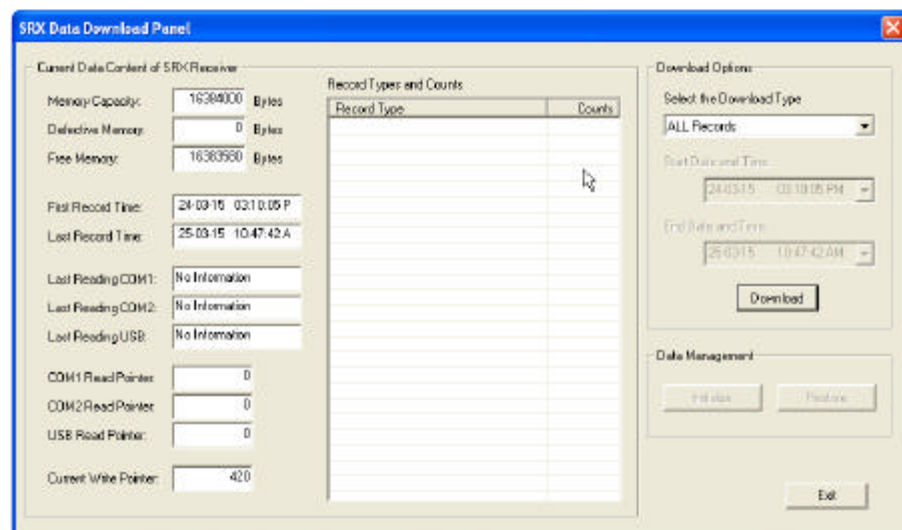 SRX Data Download Panel
Current Data Content of SRX Receiver
Memory Capacity: 16384000 Bytes
Defective Memory: 0 Bytes
Free Memory: 16383580 Bytes
First Record Time: 24-03-15 03:10:05 P
Last Record Time: 25-03-15 10:47:42 A
Last Reading COM1: No Information
Last Reading COM2: No Information
Last Reading USB: No Information
COM1 Read Pointer: 0
COM2 Read Pointer: 0
USB Read Pointer: 0
Current Write Pointer: 420
Record Types and Counts
Record Type Counts
Download Options
Select the Download Type
ALL Records
Start Date and Time
24-03-15 03:10:05 PM
End Date and Time
25-03-15 10:47:42 AM
Download
Data Management
Initialize Restore
Exit